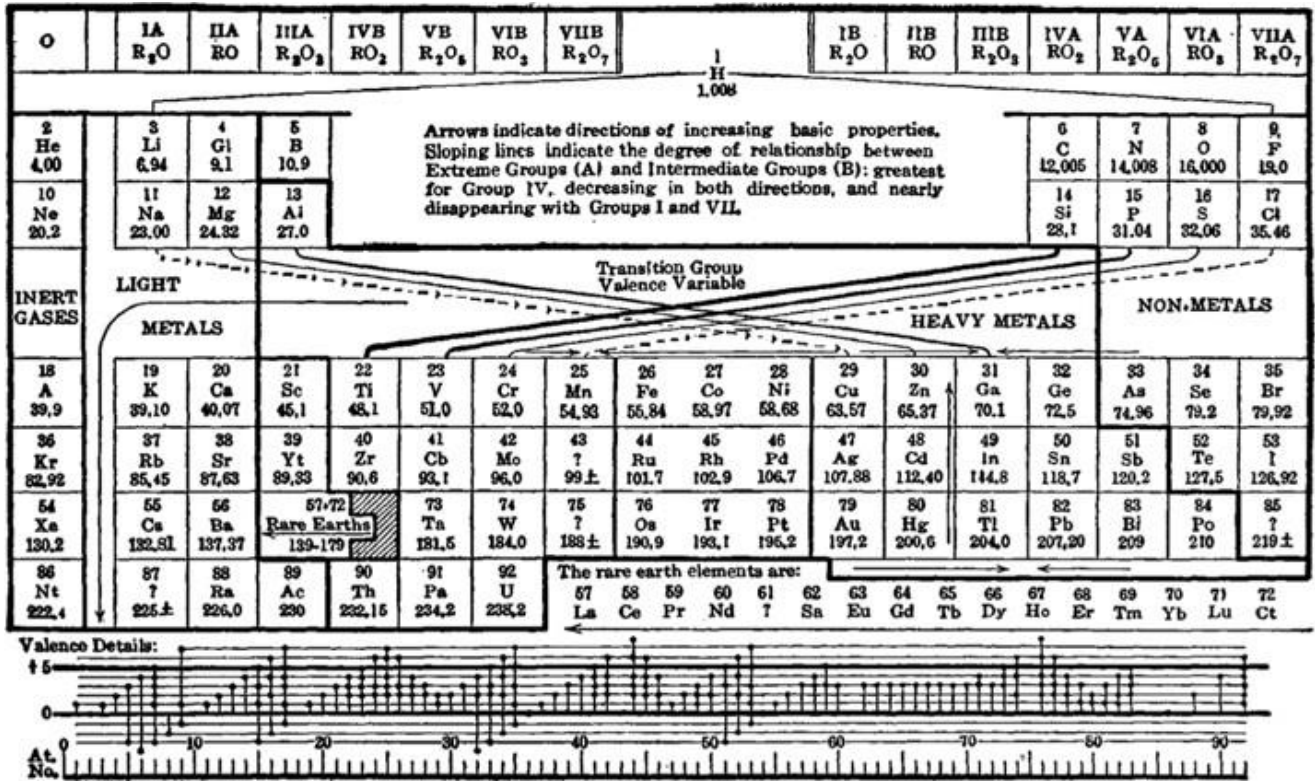 O IA IIA IIIA IVB VB VIB VIIB IB IIB IIIB IVA VA VIA VIIA
R₂O RO R₂O₃ RO₂ R₂O₅ RO₃ R₂O₇ R₂O RO R₂O₃ RO₂ R₂O₅ RO₃ R₂O₇
1
H
1.008
Arrows indicate directions of increasing basic properties.
Sloping lines indicate the degree of relationship between
Extreme Groups (A) and Intermediate Groups (B): greatest
for Group IV, decreasing in both directions, and nearly
disappearing with Groups I and VII.
2 3 4 5 6 7 8 9
He Li Gl B C N O F
4.00 6.94 9.1 10.9 12.005 14.008 16.000 19.0
10 11 12 13 14 15 16 17
Ne Na Mg Al Si P S Cl
20.2 23.00 24.32 27.0 28.1 31.04 32.06 35.46
INERT GASES
LIGHT
METALS
Transition Group
Valence Variable
HEAVY METALS
NON-METALS
18 19 20 21 22 23 24 25 26 27 28 29 30 31 32 33 34 35
A K Ca Sc Ti V Cr Mn Fe Co Ni Cu Zn Ga Ge As Se Br
39.9 39.10 40.07 45.1 48.1 51.0 52.0 54.93 55.84 58.97 58.68 63.57 65.37 70.1 72.5 74.96 79.2 79.92
36 37 38 39 40 41 42 43 44 45 46 47 48 49 50 51 52 53
Kr Rb Sr Yt Zr Cb Mo ? Ru Rh Pd Ag Cd In Sn Sb Te I
82.92 85.45 87.63 89.33 90.6 93.1 96.0 99± 101.7 102.9 106.7 107.88 112.40 114.8 118.7 120.2 127.5 126.92
54 55 56 57-72 73 74 75 76 77 78 79 80 81 82 83 84 85
Xe Cs Ba Rare Earths Ta W ? Os Ir Pt Au Hg Tl Pb Bi Po ?
130.2 132.81 137.37 139-179 181.5 184.0 188± 190.9 193.1 195.2 197.2 200.6 204.0 207.20 209 210 219±
86 87 88 89 90 91 92
Nt ? Ra Ac Th Pa U
222.4 225± 226.0 230 232.15 234.2 238.2
The rare earth elements are:
57 58 59 60 61 62 63 64 65 66 67 68 69 70 71 72
La Ce Pr Nd ? Sa Eu Gd Tb Dy Ho Er Tm Yb Lu Ct
Valence Details:
+5
0
0 10 20 30 40 50 60 70 80 90
At.
No.